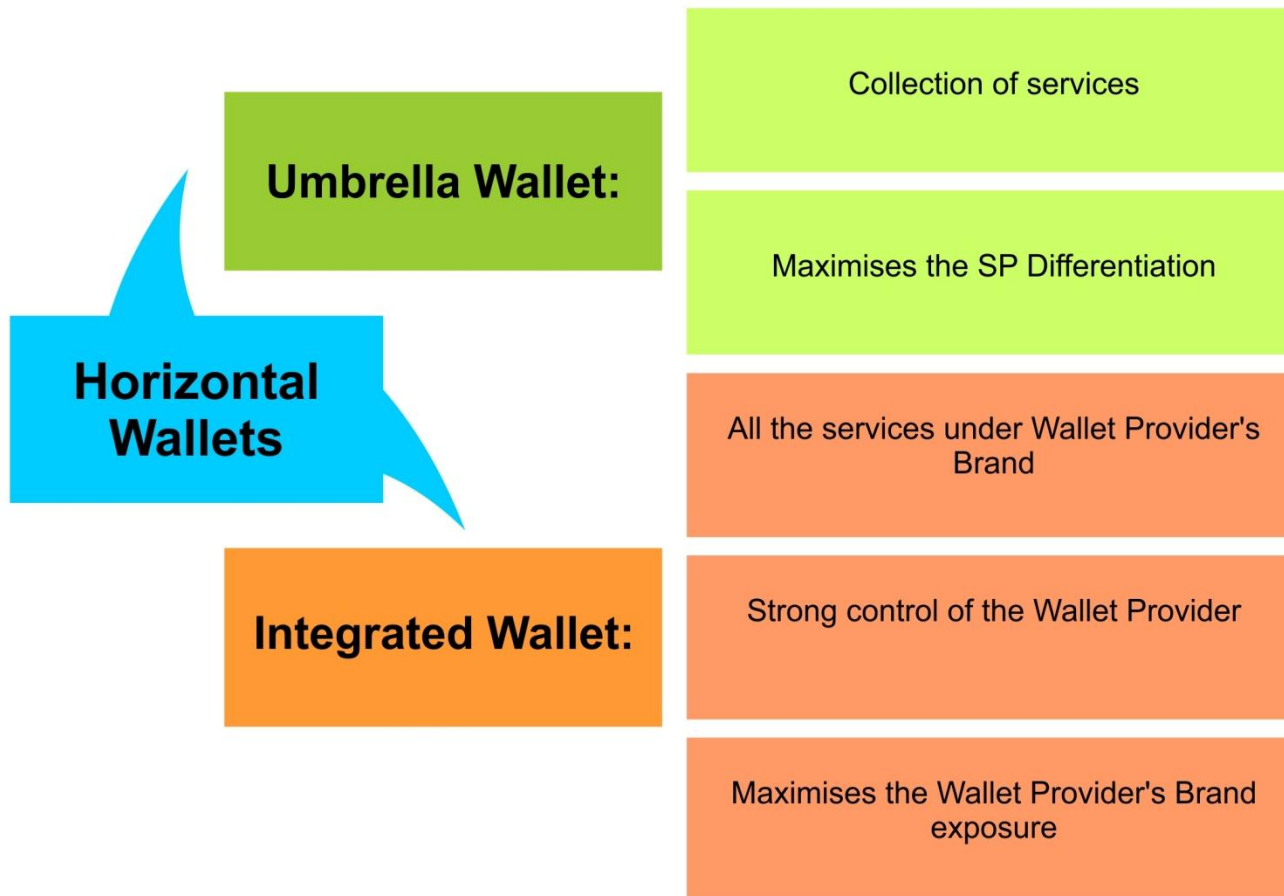 Horizontal
Wallets
Umbrella Wallet:
Collection of services
Maximises the SP Differentiation
Integrated Wallet:
All the services under Wallet Provider's
Brand
Strong control of the Wallet Provider
Maximises the Wallet Provider's Brand
exposure